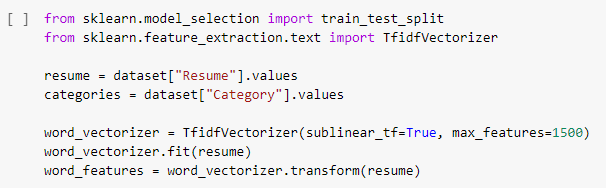 [ ] from sklearn.model_selection import train_test_split
from sklearn.feature_extraction.text import TfidfVectorizer
resume = dataset["Resume"].values
categories = dataset["Category"].values
word_vectorizer = TfidfVectorizer(sublinear_tf=True, max_features=1500)
word_vectorizer.fit(resume)
word_features = word_vectorizer.transform(resume)